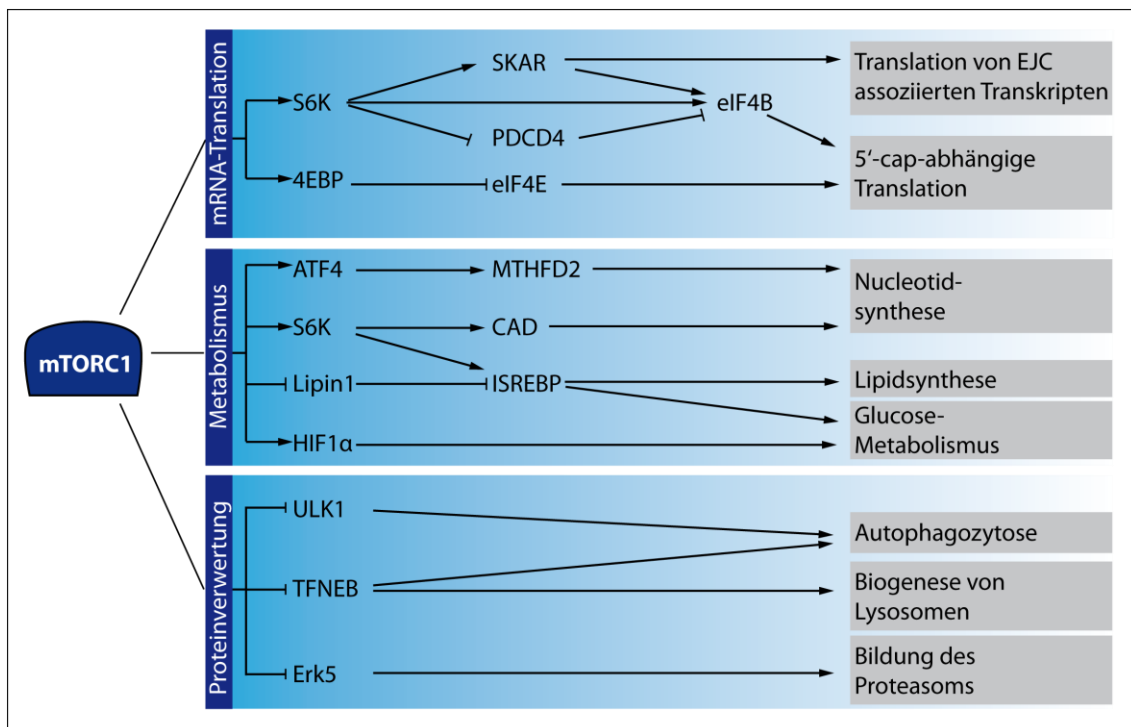 mTORC1
mRNA-Translation
S6K
4EBP
SKAR
PDCD4
eIF4E
eIF4B
Translation von EJC
assoziierten Transkripten
5‘-cap-abhängige
Translation
Metabolismus
ATF4
S6K
Lipin1
HIF1α
MTHFD2
CAD
ISREBP
Nucleotid-
synthese
Lipidsynthese
Glucose-
Metabolismus
Proteinverwertung
ULK1
TFNEB
Erk5
Autophagozytose
Biogenese von
Lysosomen
Bildung des
Proteasoms